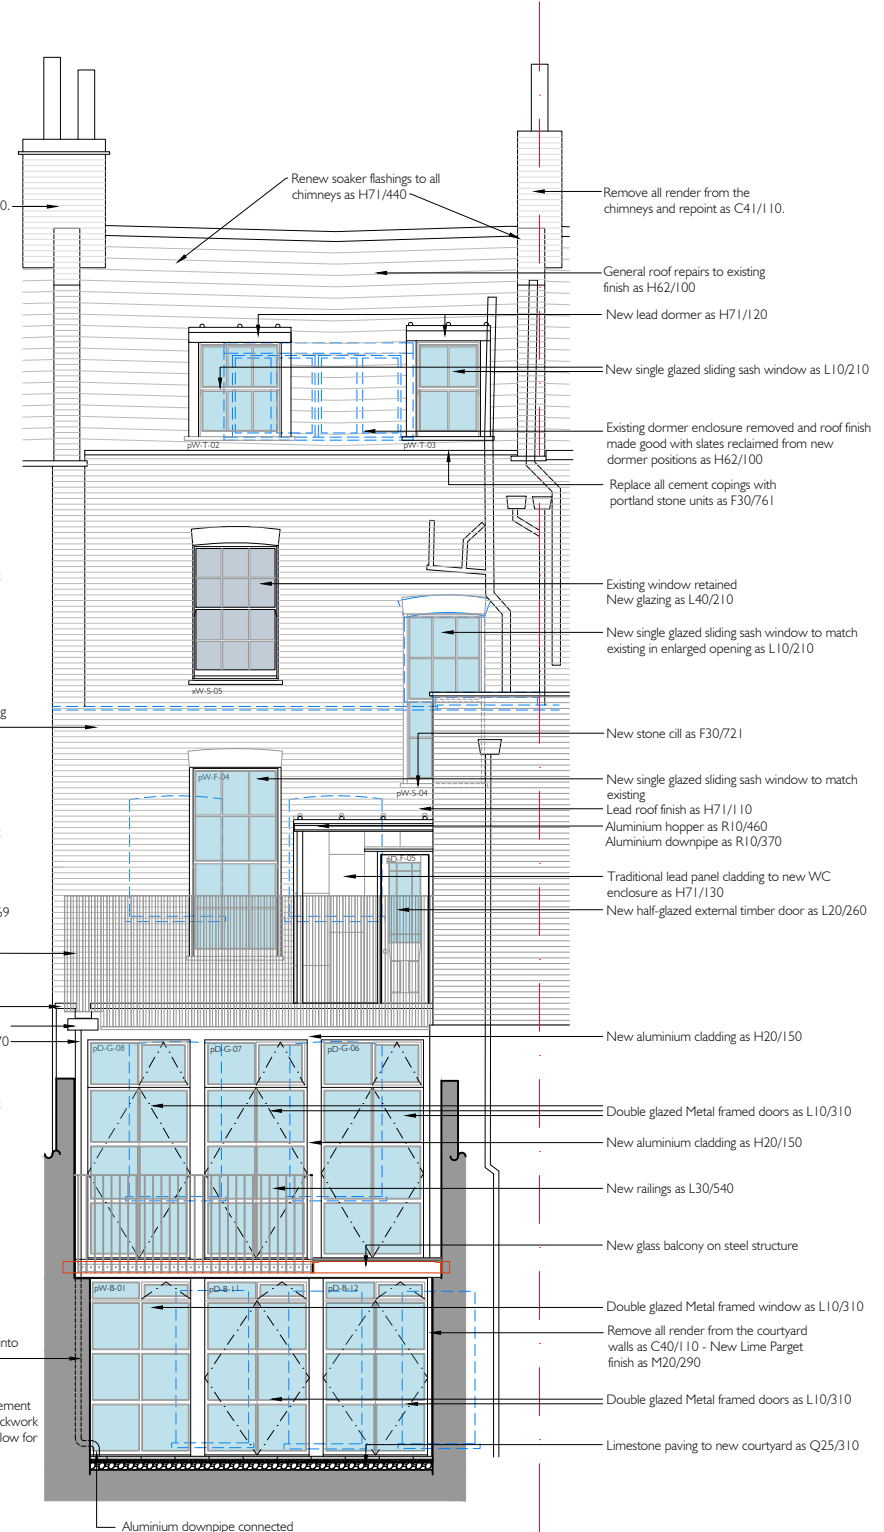 Renew soaker flashings to all
chimneys as H71/440
0.
Remove all render from the
chimneys and repoint as C41/110.
General roof repairs to existing
finish as H62/100
New lead dormer as H71/120
New single glazed sliding sash window as L10/210
Existing dormer enclosure removed and roof finish
made good with slates reclaimed from new
dormer positions as H62/100
pW-T-02
pW-T-03
Replace all cement copings with
portland stone units as F30/761
Existing window retained
New glazing as L40/210
New single glazed sliding sash window to match
existing in enlarged opening as L10/210
xW-S-05
g
New stone cill as F30/721
pW-F-04
New single glazed sliding sash window to match
existing
pW-S-04
Lead roof finish as H71/110
Aluminium hopper as R10/460
Aluminium downpipe as R10/370
pD-F-05
Traditional lead panel cladding to new WC
enclosure as H71/130
69
New half-glazed external timber door as L20/260
70
New aluminium cladding as H20/150
pD-G-08
pD-G-07
pD-G-06
Double glazed Metal framed doors as L10/310
New aluminium cladding as H20/150
New railings as L30/540
New glass balcony on steel structure
pW-B-01
pD-B-11
pD-B-12
Double glazed Metal framed window as L10/310
Remove all render from the courtyard
walls as C40/110 - New Lime Parget
finish as M20/290
nto
ement
Double glazed Metal framed doors as L10/310
ckwork
low for
Limestone paving to new courtyard as Q25/310
Aluminium downpipe connected